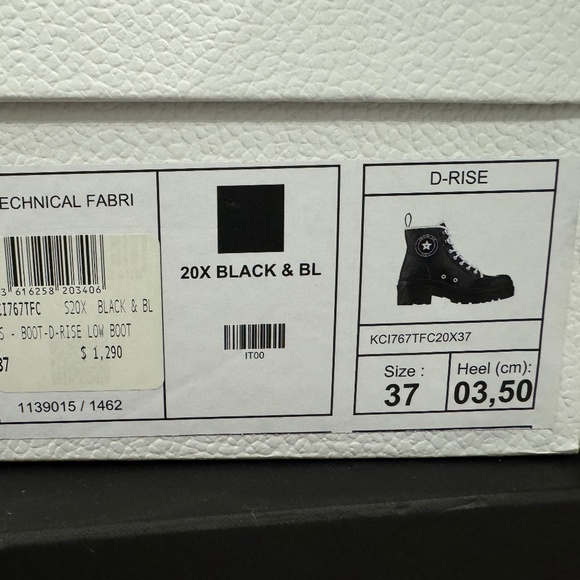 ECHNICAL FABRI
3 616258 203406
CI767TFC S20X BLACK & BL
S - BOOT-D-RISE LOW BOOT
37 $ 1,290
1139015 / 1462
20X BLACK & BL
IT00
D-RISE
KCI767TFC20X37
Size : Heel (cm):
37 03,50